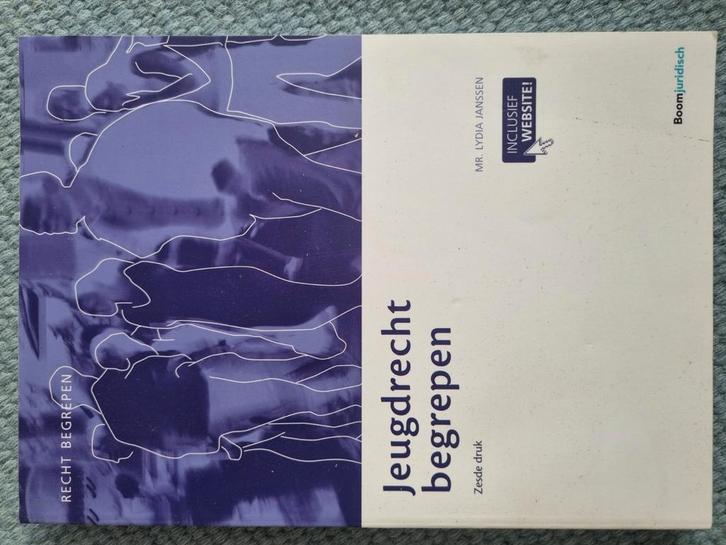 RECHT BEGREPEN
Jeugdrecht
begrepen
Zesde druk
MR. LYDIA JANSSEN
INCLUSIEF
WEBSITE!
Boomjuridisch